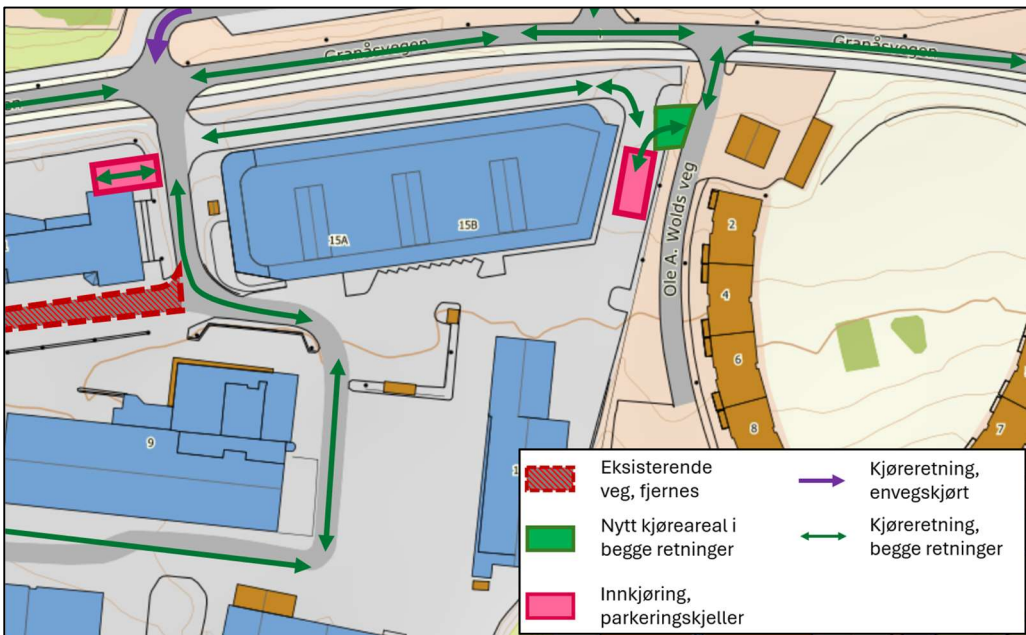 Granåsvegen
Granåsvegen
15A
15B
Ole A. Wolds veg
2
4
6
8
7
9
Eksisterende
veg, fjernes
Nytt kjøreareal i
begge retninger
Innkjøring,
parkeringskjeller
Kjøreretning,
envegskjørt
Kjøreretning,
begge retninger